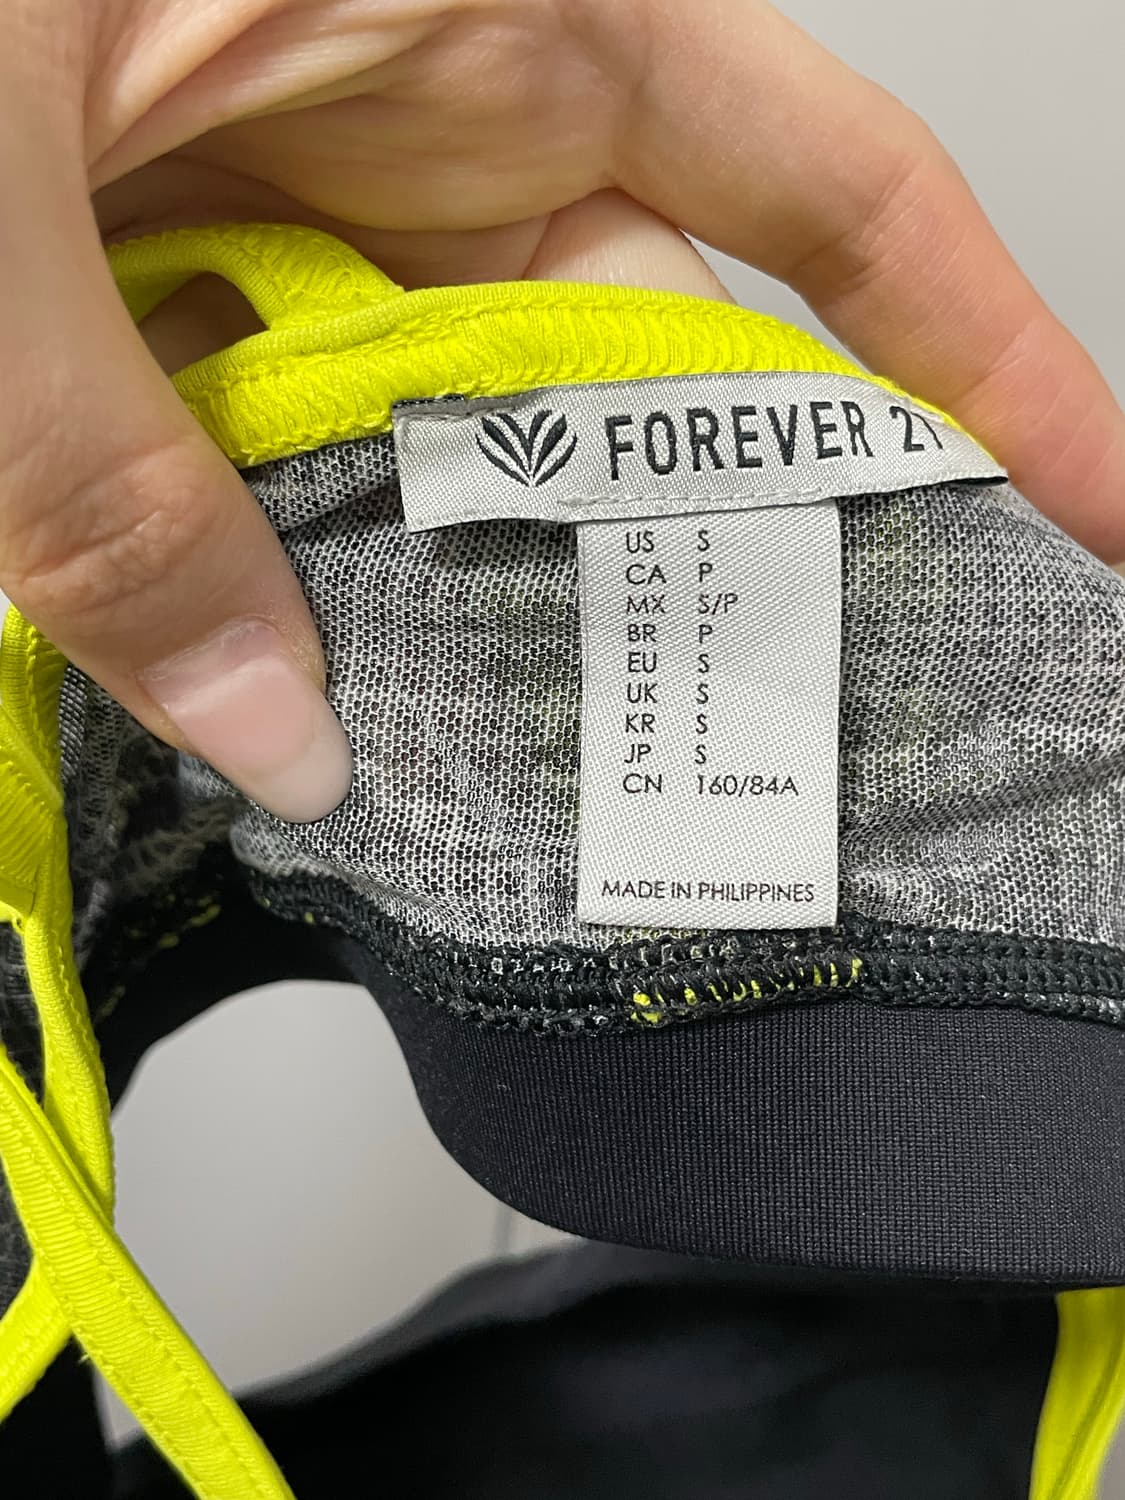 FOREVER 21
US S
CA P
MX S/P
BR P
EU S
UK S
KR S
JP S
CN 160/84A
MADE IN PHILIPPINES